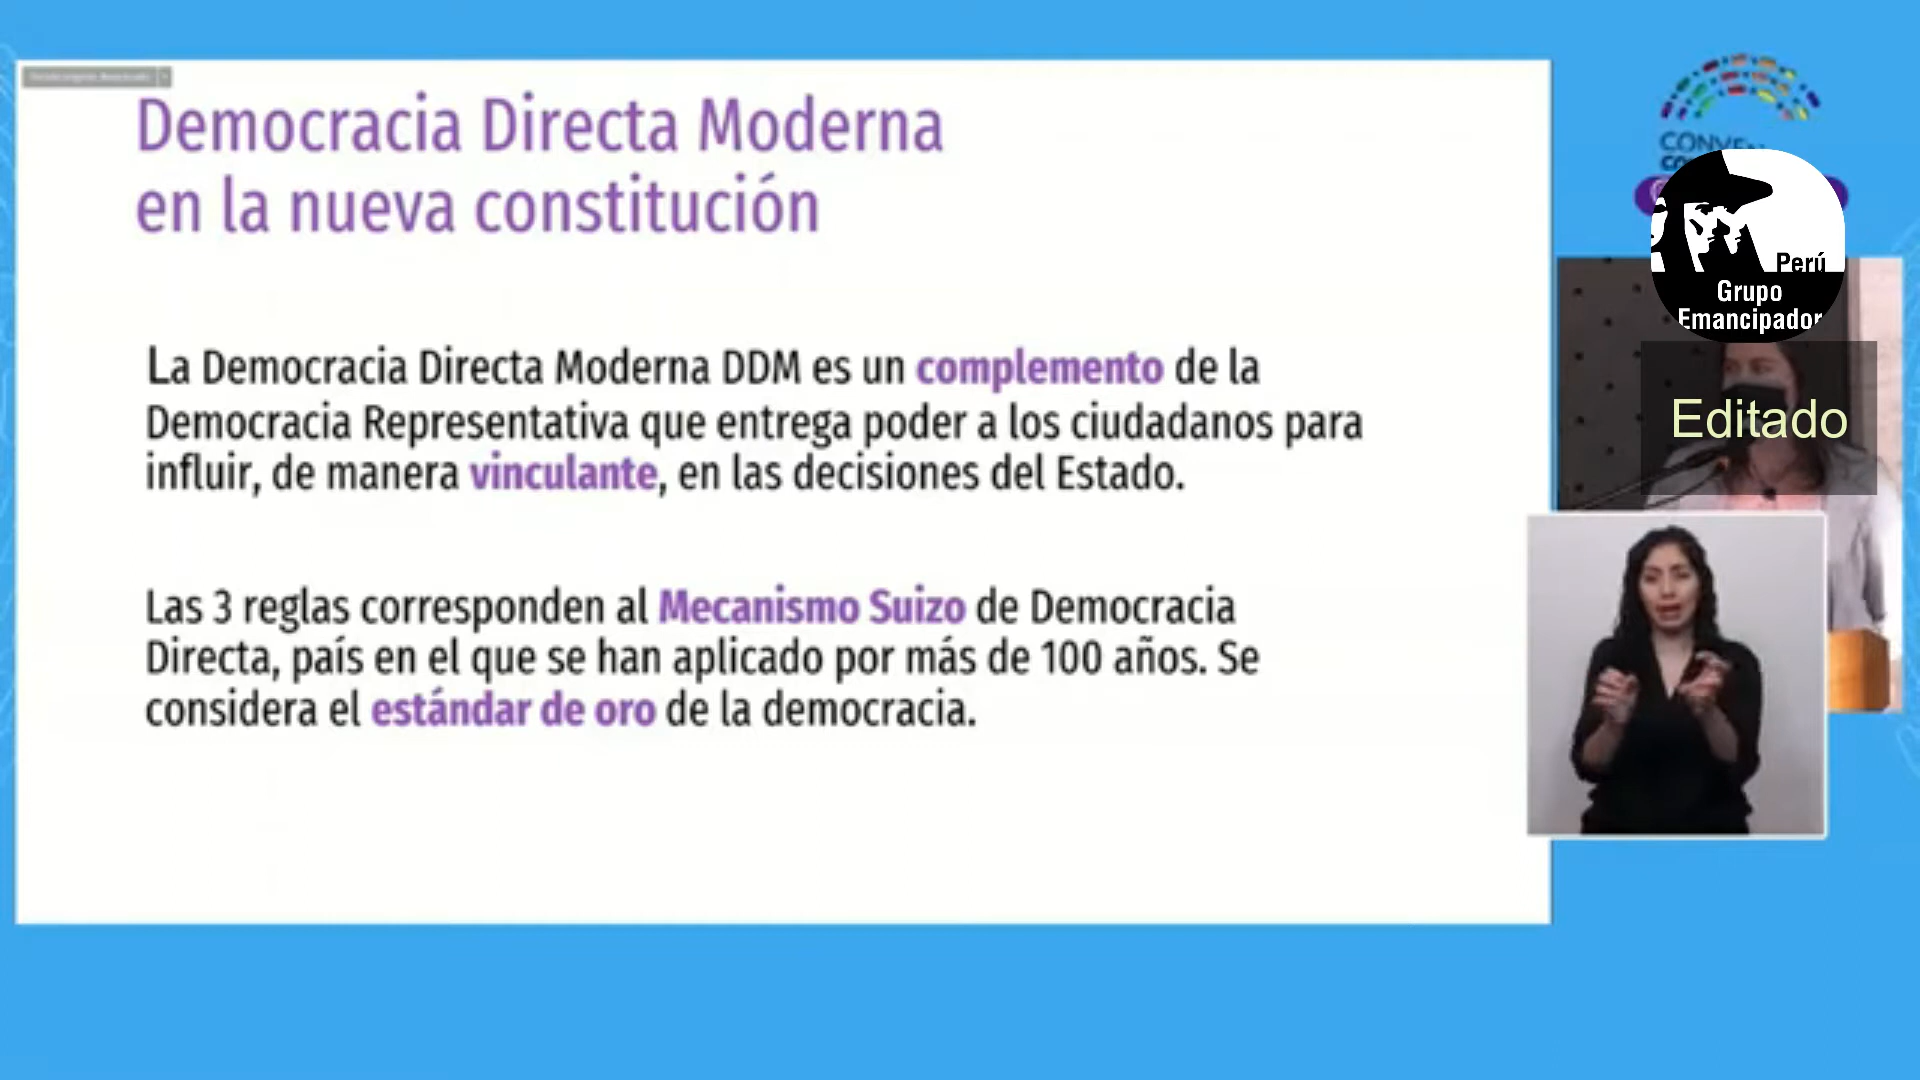 Democracia Directa Moderna
en la nueva constitución
La Democracia Directa Moderna DDM es un complemento de la
Democracia Representativa que entrega poder a los ciudadanos para
influir, de manera vinculante, en las decisiones del Estado.
Las 3 reglas corresponden al Mecanismo Suizo de Democracia
Directa, país en el que se han aplicado por más de 100 años. Se
considera el estándar de oro de la democracia.
CONVEN
Perú
Grupo
Emancipador
Editado